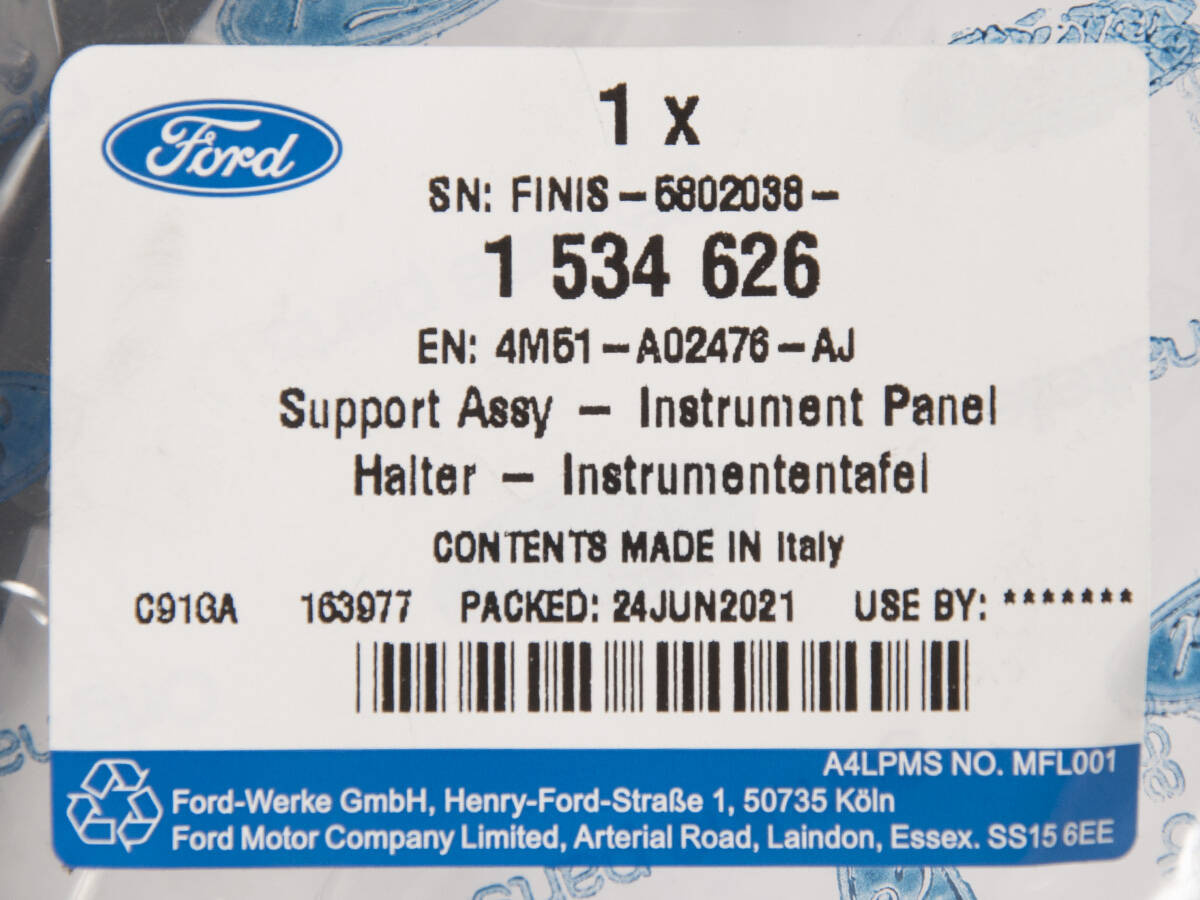 Ford
1 x
SN: FINIS-6802038-
1 534 626
EN: 4M51-A02476-AJ
Support Assy - Instrument Panel
Halter - Instrumententafel
CONTENTS MADE IN Italy
C91GA 163977 PACKED: 24JUN2021 USE BY: *******
A4LPMS NO. MFL001
Ford-Werke GmbH, Henry-Ford-Straße 1, 50735 Köln
Ford Motor Company Limited, Arterial Road, Laindon, Essex. SS15 6EE